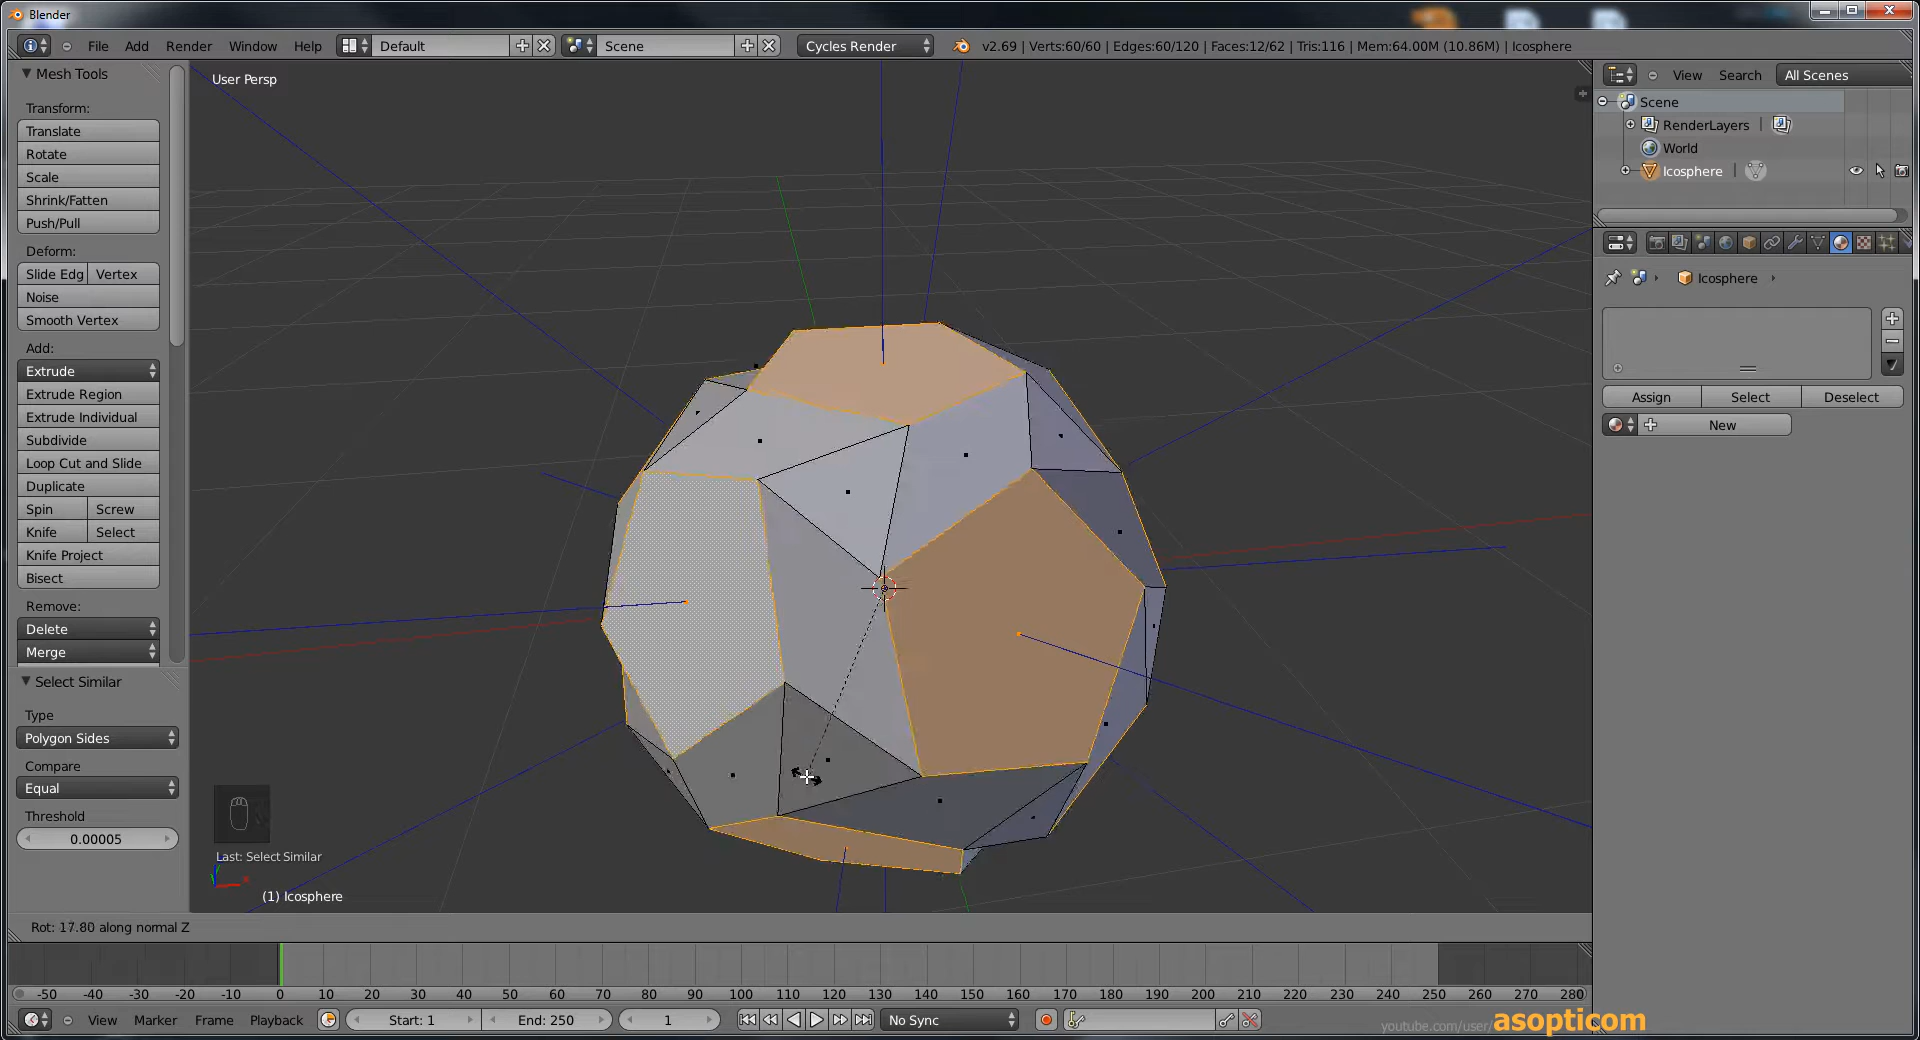 Blender
File Add Render Window Help Default Scene Cycles Render v2.69 | Verts:60/60 | Edges:60/120 | Faces:12/62 | Tris:116 | Mem:64.00M (10.86M) | Icosphere
Mesh Tools
Transform:
Translate
Rotate
Scale
Shrink/Fatten
Push/Pull
Deform:
Slide Edg Vertex
Noise
Smooth Vertex
Add:
Extrude
Extrude Region
Extrude Individual
Subdivide
Loop Cut and Slide
Duplicate
Spin Screw
Knife Select
Knife Project
Bisect
Remove:
Delete
Merge
Select Similar
Type
Polygon Sides
Compare
Equal
Threshold
0.00005
User Persp
Last: Select Similar
(1) Icosphere
Rot: 17.80 along normal Z
View Search All Scenes
Scene
RenderLayers |
World
Icosphere |
Icosphere
Assign Select Deselect
New
-50 -40 -30 -20 -10 0 10 20 30 40 50 60 70 80 90 100 110 120 130 140 150 160 170 180 190 200 210 220 230 240 250 260 270 280
View Marker Frame Playback Start: 1 End: 250 1 No Sync
youtube.com/user/asopticom